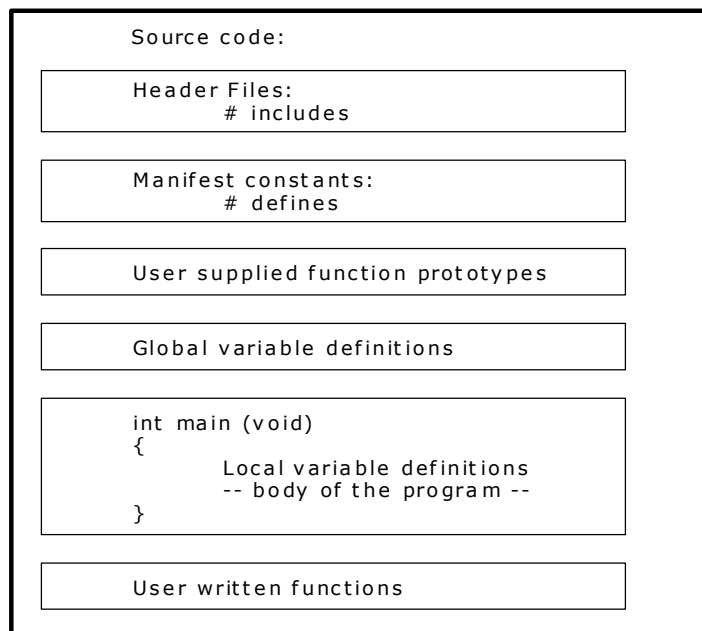 Source code:
Header Files:
# includes
Manifest constants:
# defines
User supplied function prototypes
Global variable definitions
int main (void)
{
Local variable definitions
-- body of the program --
}
User written functions